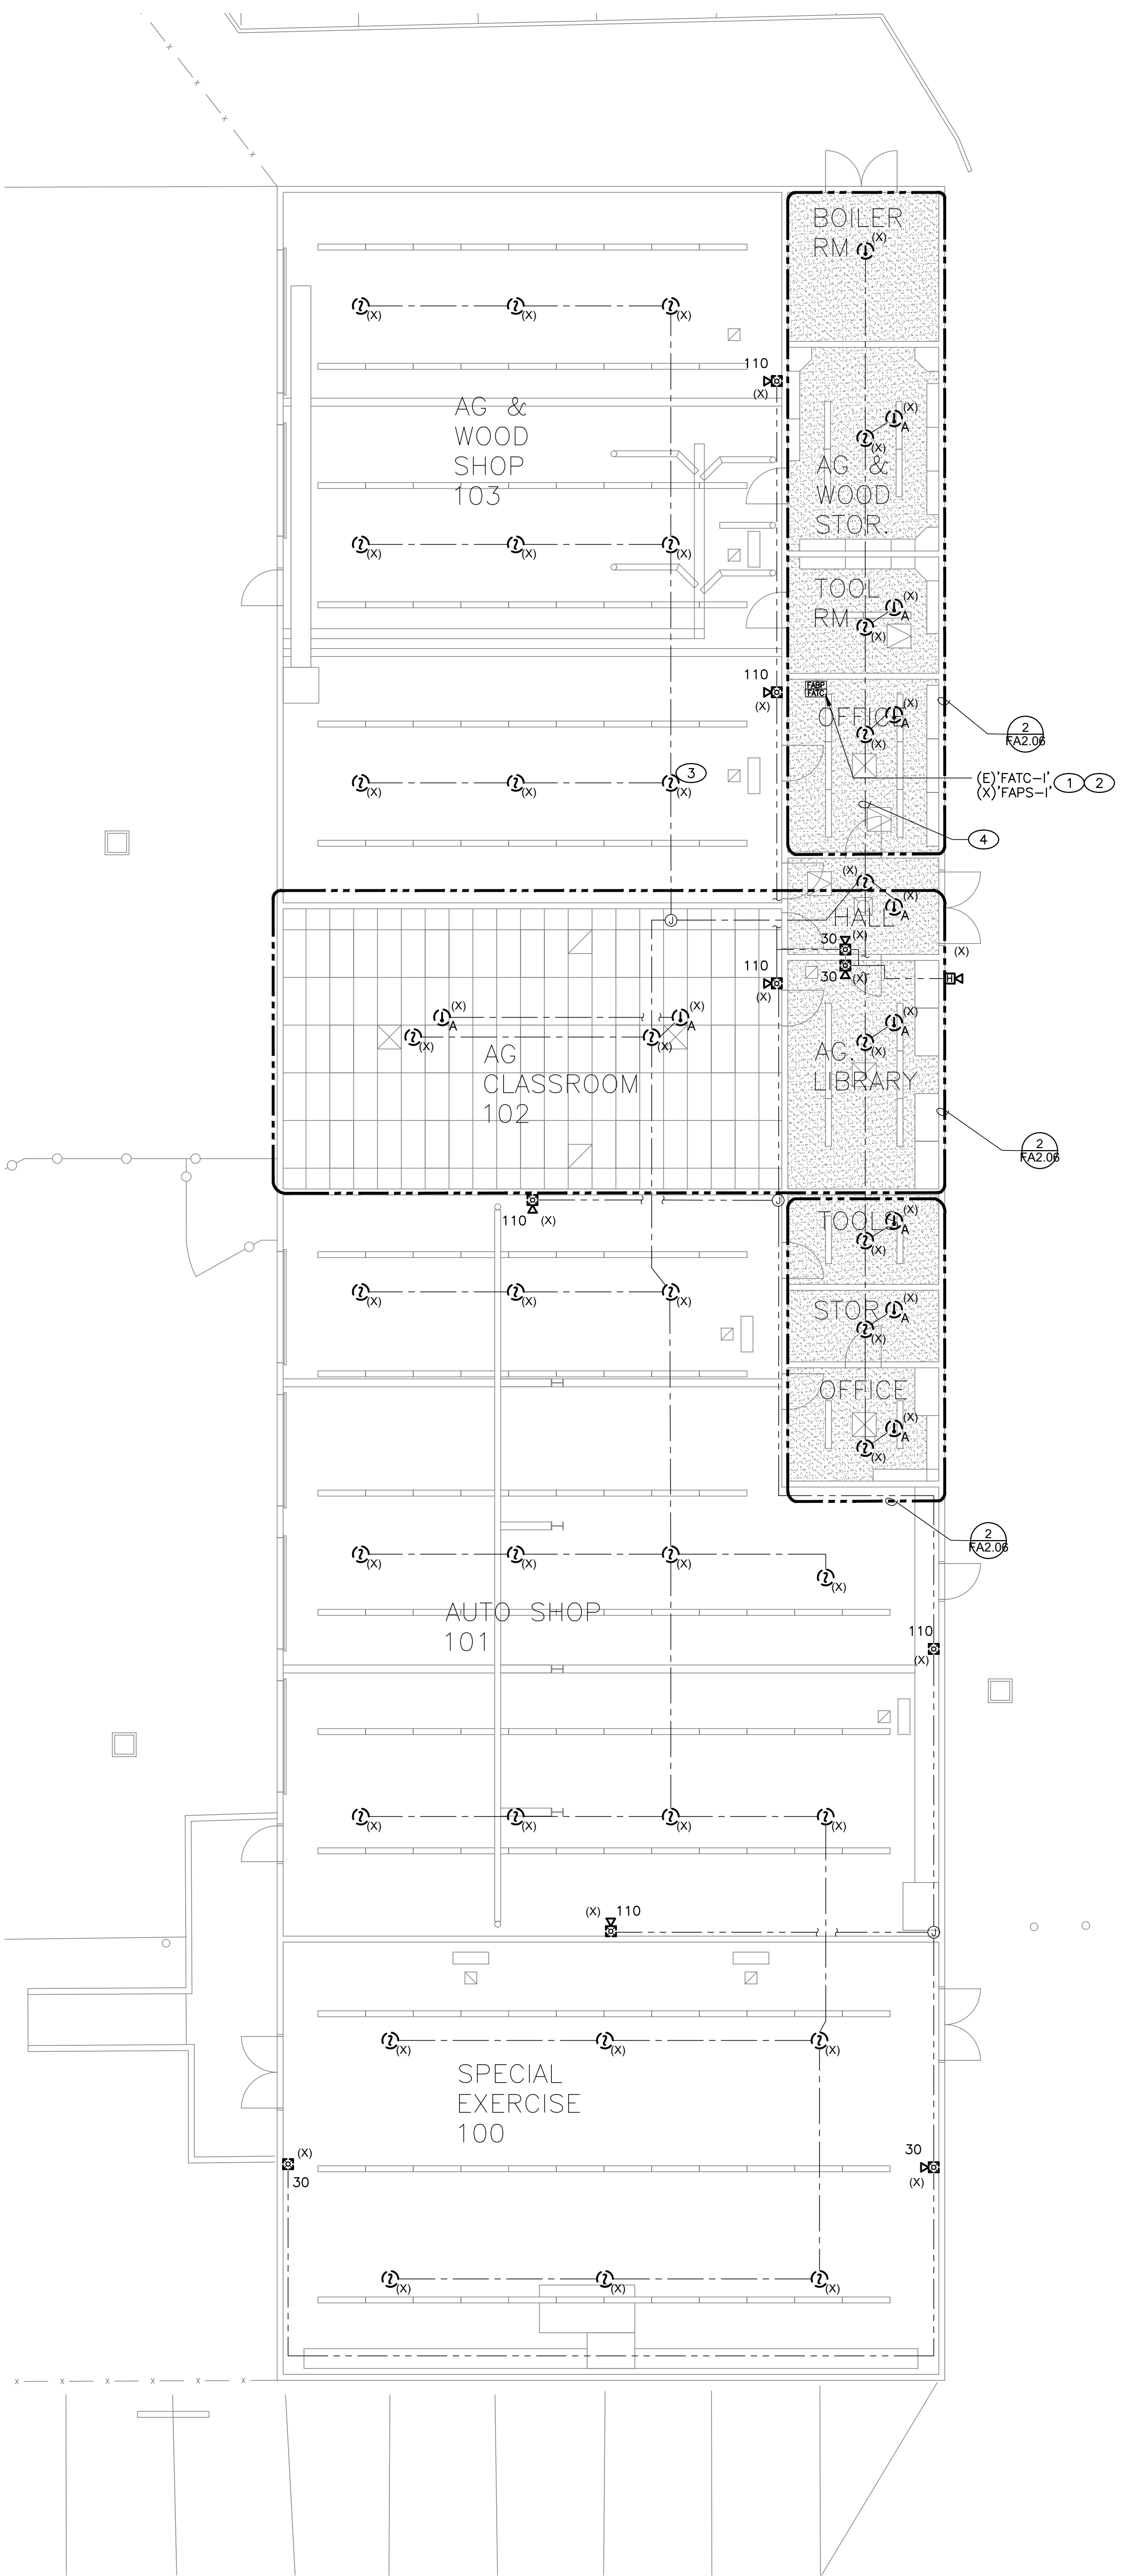 BOILER
RM
(X)
(X)
(X)
(X)
110
(X)
AG &
WOOD
SHOP
103
(X)
A
(X)
AG &
WOOD
STOR.
(X)
(X)
(X)
TOOL
RM
(X)
A
(X)
110
(X)
FABP
FATC
OFFICE
(X)
A
(X)
2
FA2.06
(X)
(X)
(X)
3
(E)'FATC-I'
(X)'FAPS-I'
1
2
4
(X)
(X)
A
HALL
J
30
(X)
(X)
30
(X)
H
110
(X)
(X)
A
(X)
(X)
A
(X)
(X)
A
(X)
AG
CLASSROOM
102
AG.
LIBRARY
2
FA2.06
110
(X)
J
TOOLS
(X)
A
(X)
(X)
(X)
(X)
STOR.
(X)
A
(X)
OFFICE
(X)
A
(X)
2
FA2.06
(X)
(X)
(X)
(X)
AUTO SHOP
101
110
(X)
(X)
(X)
(X)
(X)
(X)
110
J
(X)
(X)
(X)
SPECIAL
EXERCISE
100
(X)
30
30
(X)
(X)
(X)
(X)